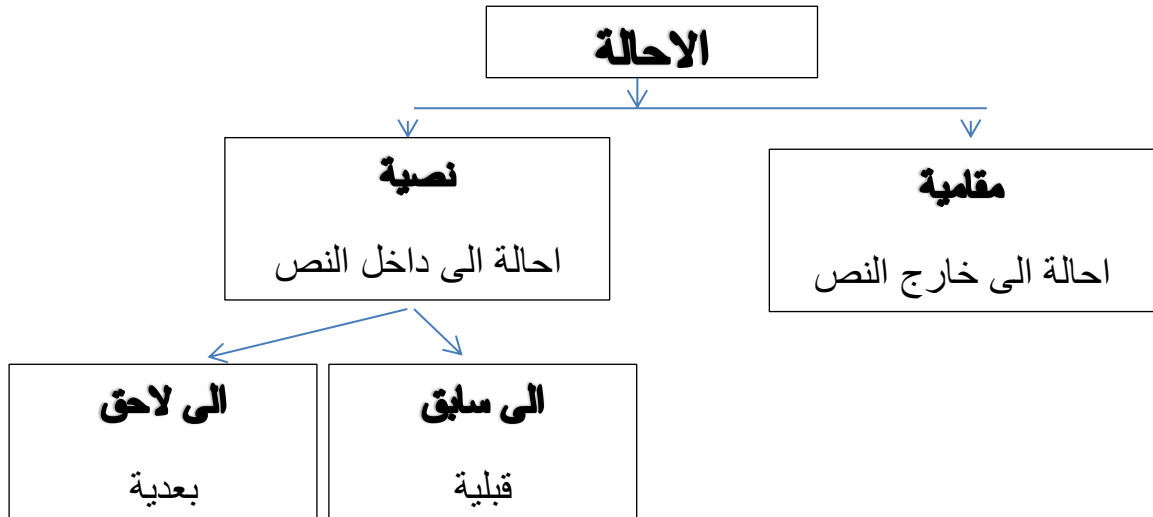 الاحالة
مقامية
احالة الى خارج النص
نصية
احالة الى داخل النص
الى سابق
قبلية
الى لاحق
بعدية